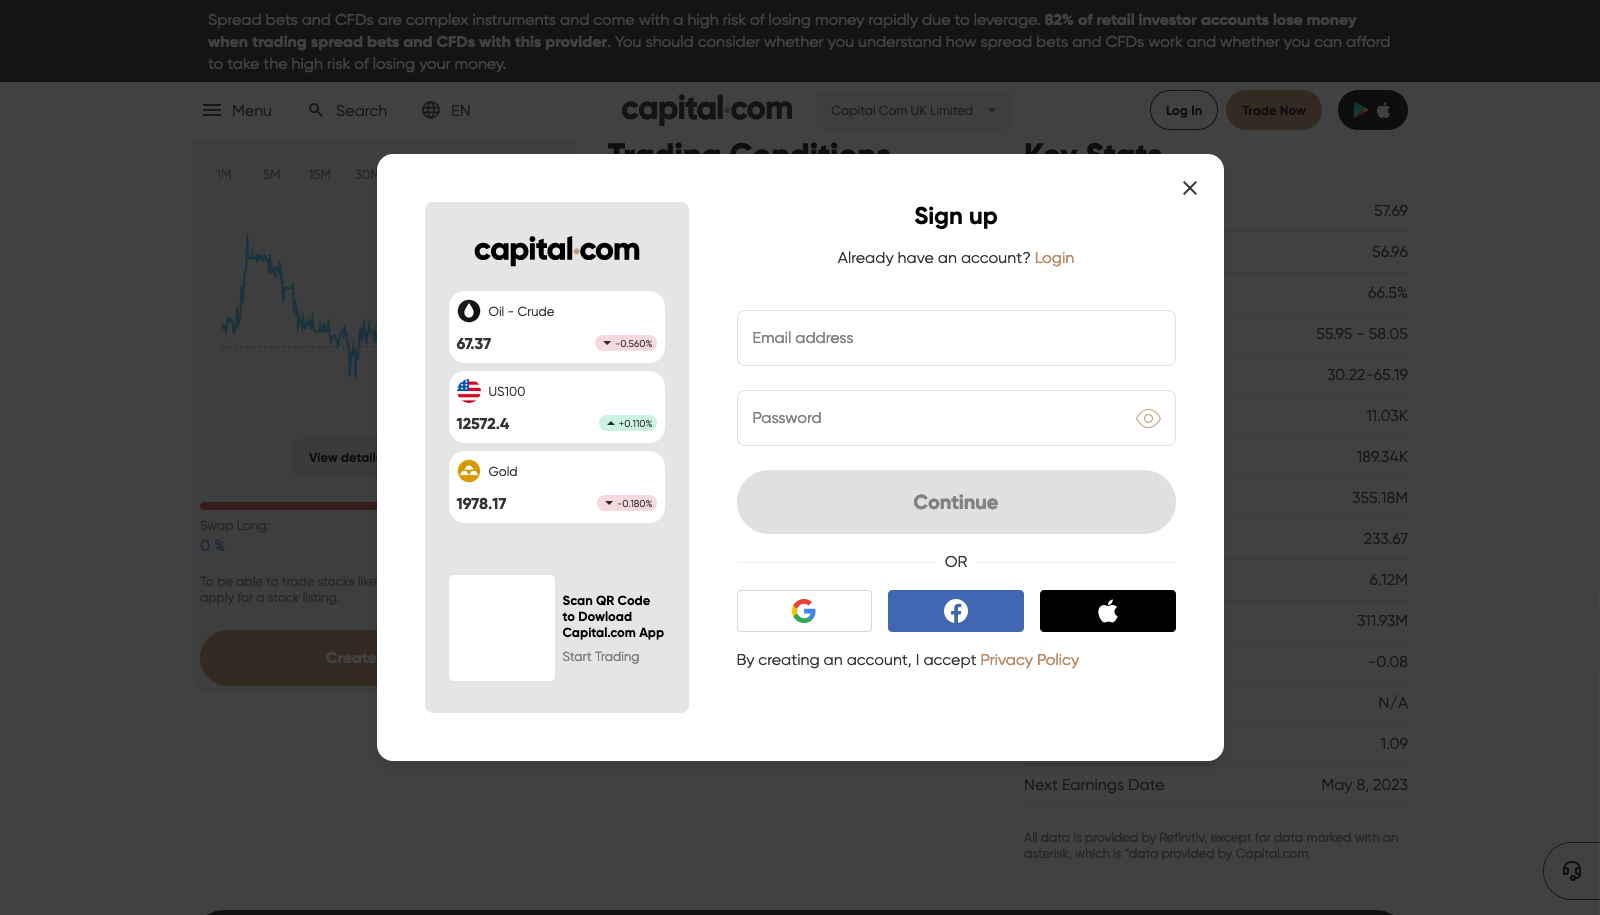 Spread bets and CFDs are complex instruments and come with a high risk of losing money rapidly due to leverage. 82% of retail investor accounts lose money
when trading spread bets and CFDs with this provider. You should consider whether you understand how spread bets and CFDs work and whether you can afford
to take the high risk of losing your money.
Menu
Search
EN
capital.com
Capital Com UK Limited
Log In
Trade Now
Trading Conditions
Key Stats
1M
5M
15M
30M
57.69
56.96
66.5%
55.95 - 58.05
30.22-65.19
11.03K
189.34K
355.18M
233.67
6.12M
311.93M
-0.08
N/A
1.09
Next Earnings Date
May 8, 2023
All data is provided by Refinitiv, except for data marked with an
asterisk, which is *data provided by Capital.com
View detail
Swap Long:
0 %
To be able to trade stocks like
apply for a stock listing.
Create
capital.com
Oil - Crude
67.37
-0.560%
US100
12572.4
+0.110%
Gold
1978.17
-0.180%
Scan QR Code
to Dowload
Capital.com App
Start Trading
Sign up
Already have an account? Login
Email address
Password
Continue
OR
By creating an account, I accept Privacy Policy